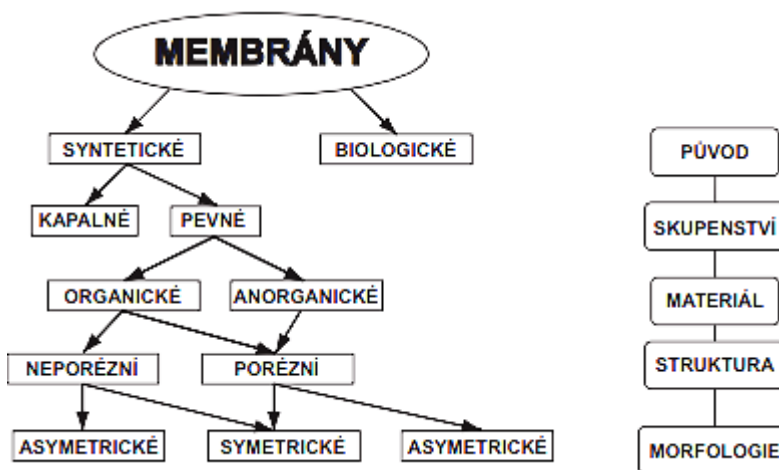 MEMBRÁNY
SYNTETICKÉ
BIOLOGICKÉ
PŮVOD
KAPALNÉ
PEVNÉ
SKUPENSTVÍ
ORGANICKÉ
ANORGANICKÉ
MATERIÁL
NEPORÉZNÍ
PORÉZNÍ
STRUKTURA
ASYMETRICKÉ
SYMETRICKÉ
ASYMETRICKÉ
MORFOLOGIE